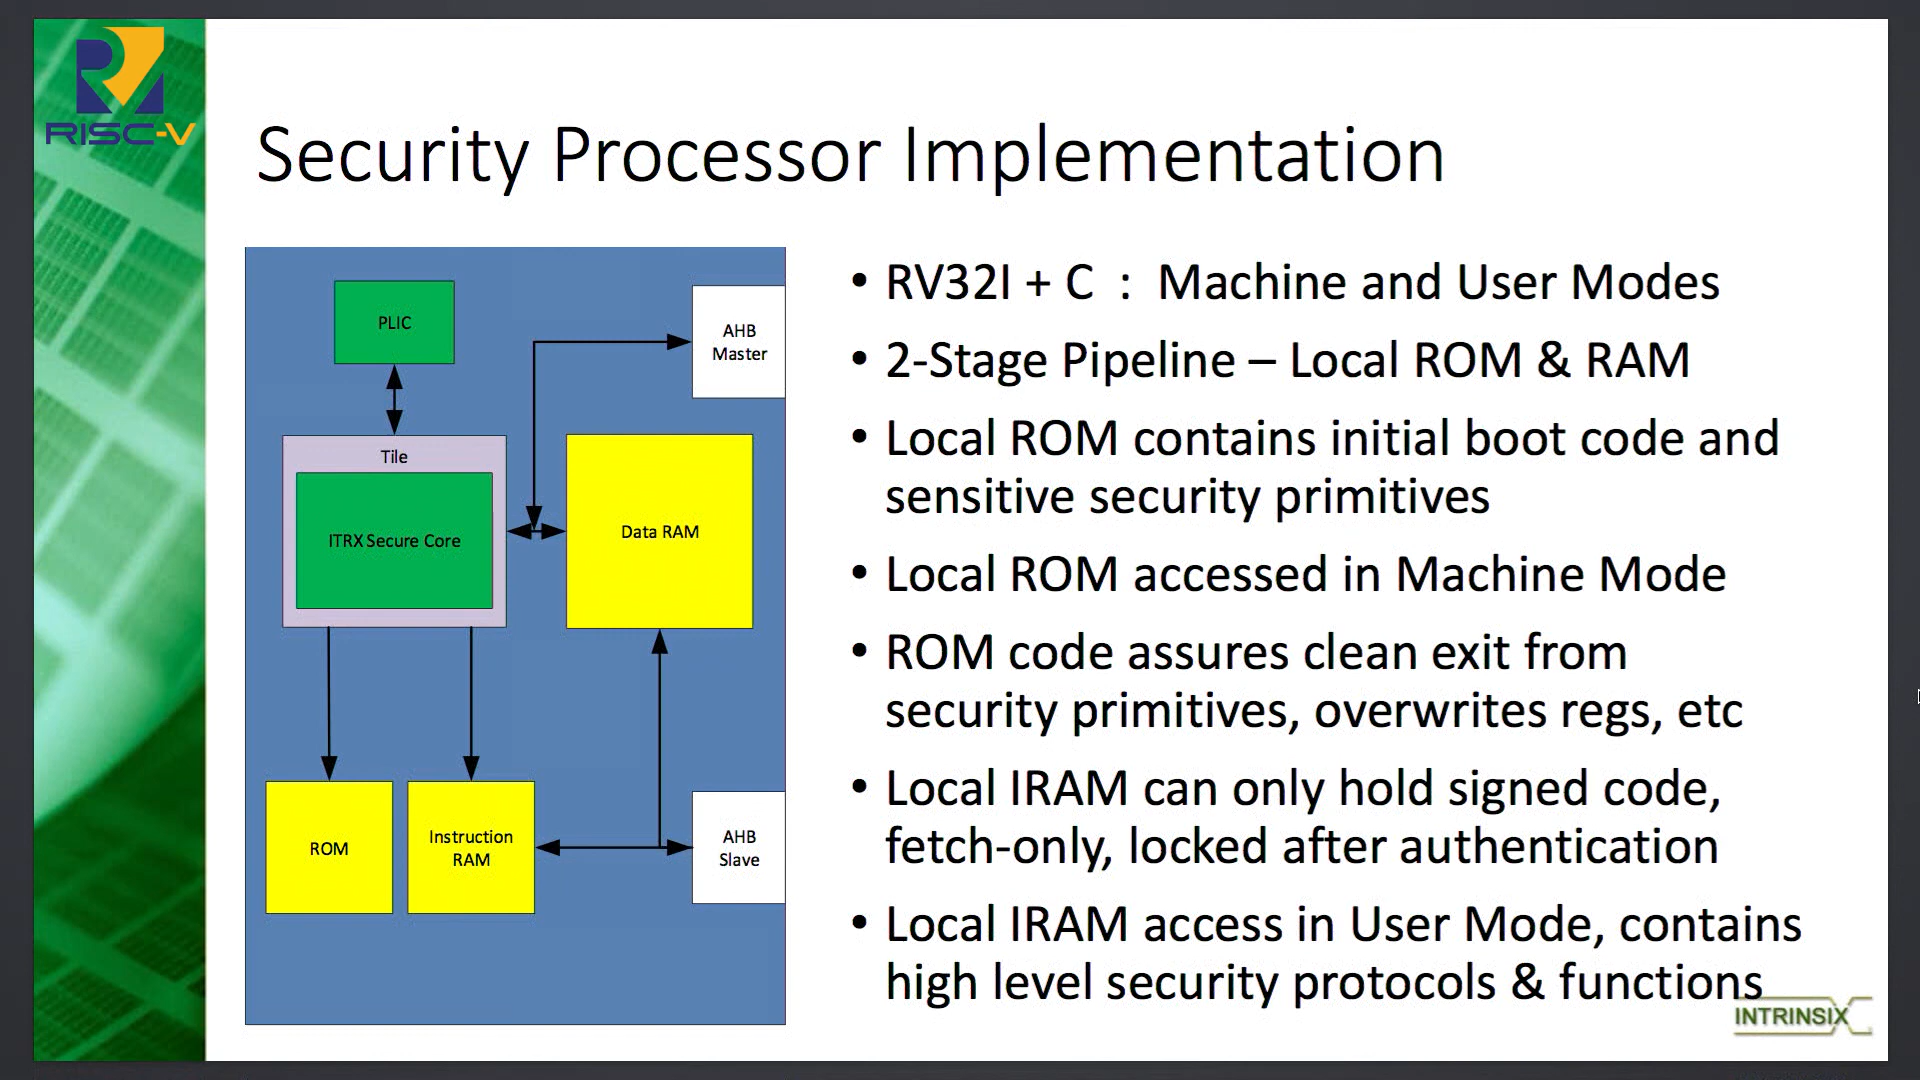 RISC-V
Security Processor Implementation
PLIC
AHB
Master
Tile
ITRX Secure Core
Data RAM
ROM
Instruction
RAM
AHB
Slave
• RV32I + C : Machine and User Modes
• 2-Stage Pipeline – Local ROM & RAM
• Local ROM contains initial boot code and
sensitive security primitives
• Local ROM accessed in Machine Mode
• ROM code assures clean exit from
security primitives, overwrites regs, etc
• Local IRAM can only hold signed code,
fetch-only, locked after authentication
• Local IRAM access in User Mode, contains
high level security protocols & functions
INTRINSIX